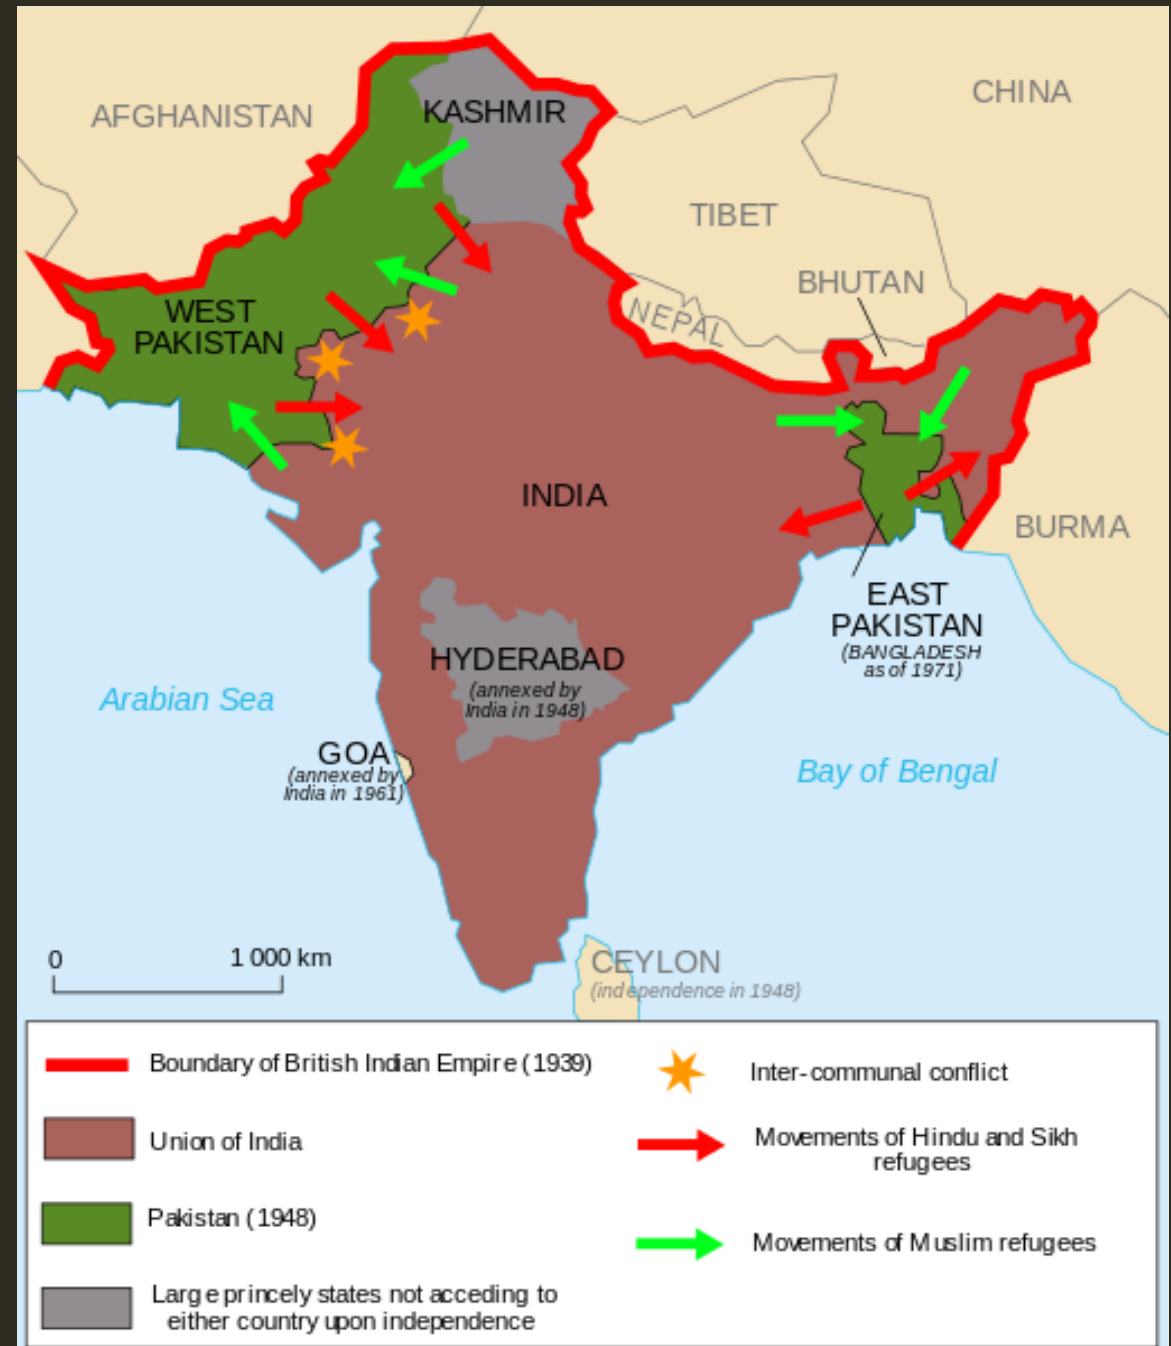 AFGHANISTAN
KASHMIR
CHINA
TIBET
BHUTAN
NEPAL
WEST
PAKISTAN
INDIA
BURMA
EAST
PAKISTAN
(BANGLADESH
as of 1971)
HYDERABAD
(annexed by
India in 1948)
Arabian Sea
GOA
(annexed by
India in 1961)
Bay of Bengal
0
1 000 km
CEYLON
(independence in 1948)
Boundary of British Indian Empire (1939)
Union of India
Pakistan (1948)
Large princely states not acceding to
either country upon independence
Inter-communal conflict
Movements of Hindu and Sikh
refugees
Movements of Muslim refugees